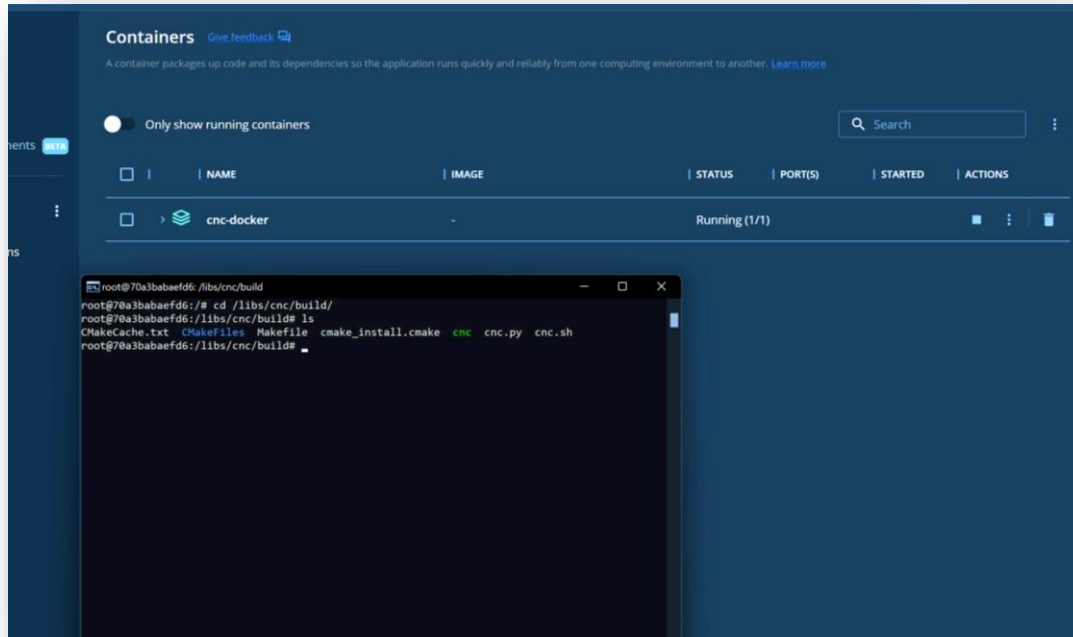 Containers Give feedback
A container packages up code and its dependencies so the application runs quickly and reliably from one computing environment to another. Learn more
Only show running containers
Search
ents BETA
NAME IMAGE STATUS PORT(S) STARTED ACTIONS
cnc-docker - Running (1/1)
ns
root@70a3babaefd6: /libs/cnc/build
root@70a3babaefd6:/# cd /libs/cnc/build/
root@70a3babaefd6:/libs/cnc/build# ls
CMakeCache.txt CMakeFiles Makefile cmake_install.cmake cnc cnc.py cnc.sh
root@70a3babaefd6:/libs/cnc/build#